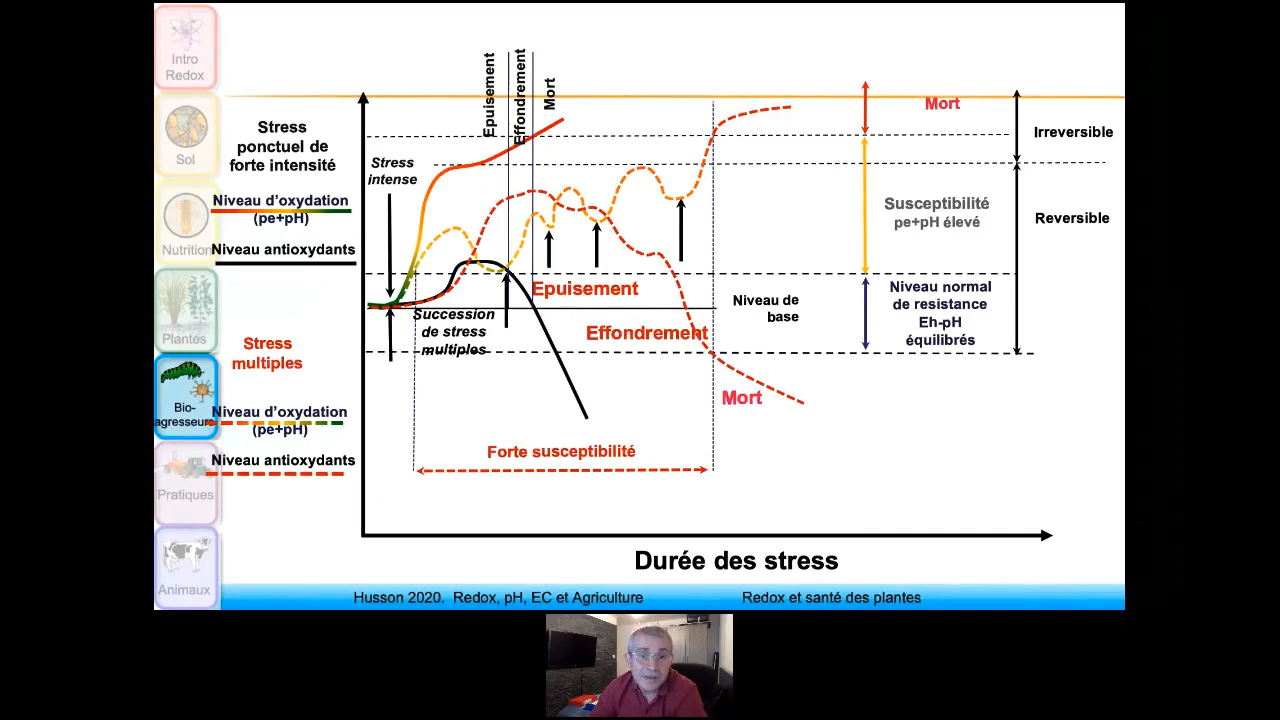 Intro
Redox
Sol
Nutrition
Plantes
Bio-
agresseurs
Pratiques
Animaux
Stress
ponctuel de
forte intensité
Niveau d'oxydation
(pe+pH)
Niveau antioxydants
Stress
multiples
Niveau d'oxydation
(pe+pH)
Niveau antioxydants
Stress
intense
Epuisement
Effondrement
Mort
Succession
de stress
multiples
Epuisement
Effondrement
Mort
Forte susceptibilité
Niveau de
base
Mort
Susceptibilité
pe+pH élevé
Niveau normal
de resistance
Eh-pH
équilibrés
Irreversible
Reversible
Durée des stress
Husson 2020. Redox, pH, EC et Agriculture
Redox et santé des plantes